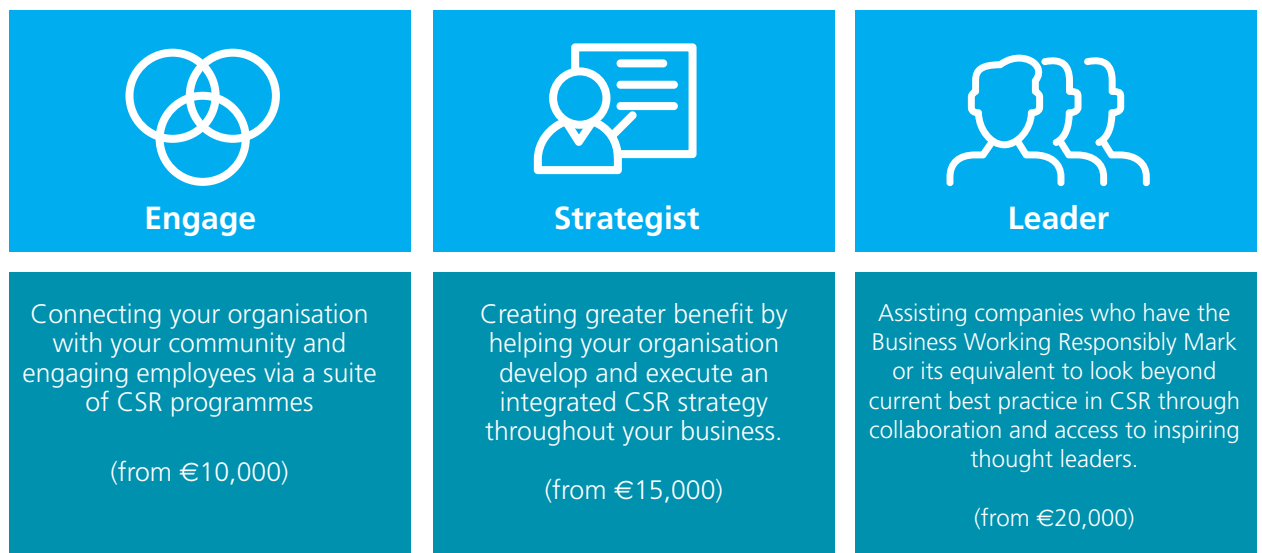 Engage
Connecting your organisation
with your community and
engaging employees via a suite
of CSR programmes
(from €10,000)
Strategist
Creating greater benefit by
helping your organisation
develop and execute an
integrated CSR strategy
throughout your business.
(from €15,000)
Leader
Assisting companies who have the
Business Working Responsibly Mark
or its equivalent to look beyond
current best practice in CSR through
collaboration and access to inspiring
thought leaders.
(from €20,000)